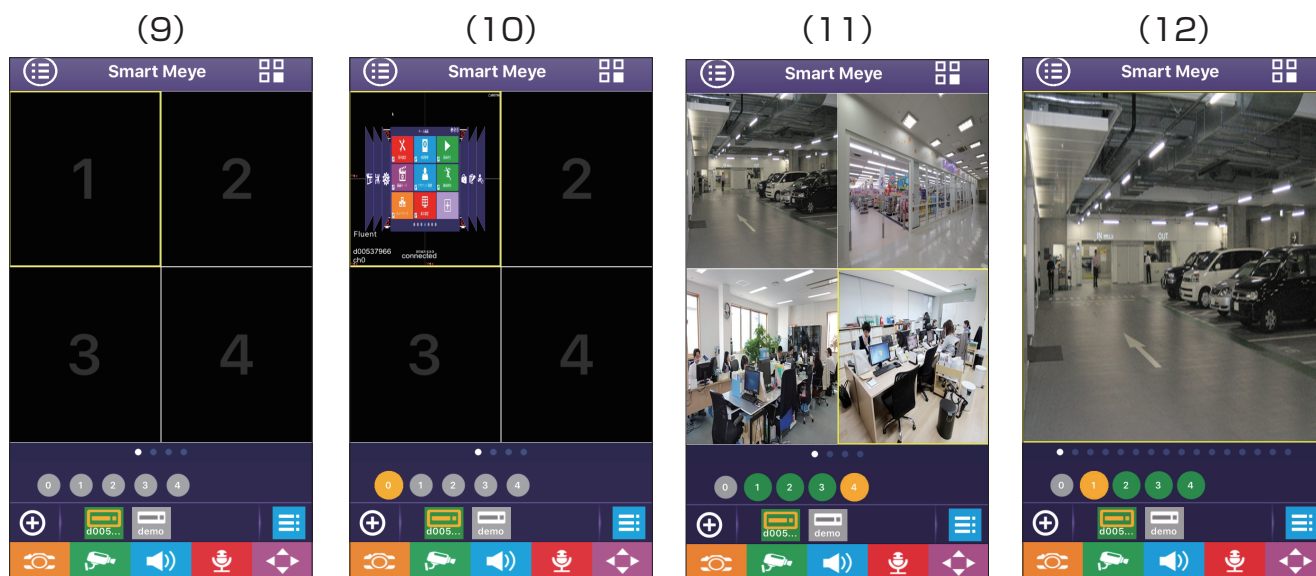 (9)
(10)
(11)
(12)
Smart Meye
Smart Meye
Smart Meye
Smart Meye
1
2
3
4
2
3
4
Fluent
d00537966
ch0
connected
IN
OUT
0 1 2 3 4
0 1 2 3 4
0 1 2 3 4
0 1 2 3 4
d005...
demo
d005...
demo
d005...
demo
d005...
demo